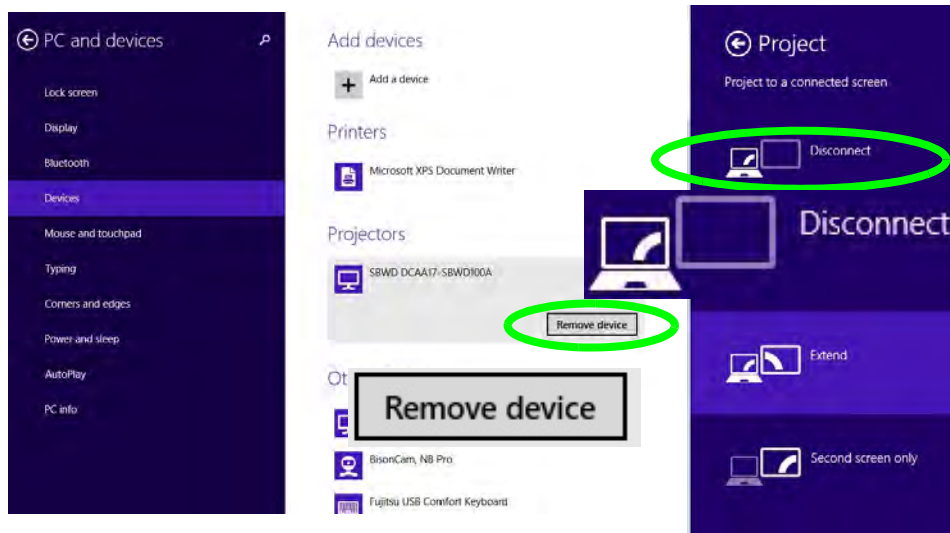 PC and devices
Lock screen
Display
Bluetooth
Devices
Mouse and touchpad
Typing
Corners and edges
Power and sleep
AutoPlay
PC info
Add devices
Add a device
Printers
Microsoft XPS Document Writer
Projectors
SBWD DCAA17-SBWD100A
Remove device
Remove device
BisonCam, NB Pro
Fujitsu USB Comfort Keyboard
Project
Project to a connected screen
Disconnect
Disconnect
Extend
Second screen only